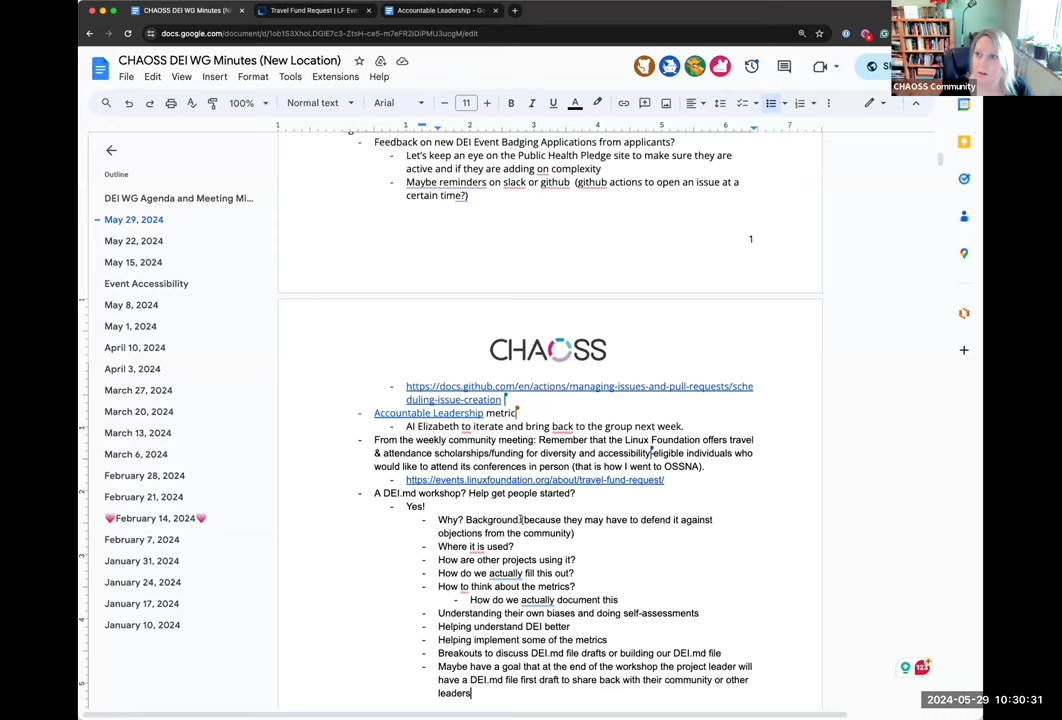 CHAOSS DEI WG Minutes (N
Travel Fund Request | LF Eve
Accountable Leadership - Go
docs.google.com/document/d/1ob1S3XhoLDGIE7c3-ZtsH-ce5-m7eFR2iDiPMU3ucgM/edit
CHAOSS Community
CHAOSS DEI WG Minutes (New Location)
File Edit View Insert Format Tools Extensions Help
S
100% Normal text Arial 11 B I U A
1 1 2 3 4 5 6 7
Outline
DEI WG Agenda and Meeting Mi...
May 29, 2024
May 22, 2024
May 15, 2024
Event Accessibility
May 8, 2024
May 1, 2024
April 10, 2024
April 3, 2024
March 27, 2024
March 20, 2024
March 13, 2024
March 6, 2024
February 28, 2024
February 21, 2024
💗February 14, 2024💗
February 7, 2024
January 31, 2024
January 24, 2024
January 17, 2024
January 10, 2024
- Feedback on new DEI Event Badging Applications from applicants?
- Let's keep an eye on the Public Health Pledge site to make sure they are
active and if they are adding on complexity
- Maybe reminders on slack or github (github actions to open an issue at a
certain time?)
1
CHAOSS
- https://docs.github.com/en/actions/managing-issues-and-pull-requests/sche
duling-issue-creation
- Accountable Leadership metric
- AI Elizabeth to iterate and bring back to the group next week.
- From the weekly community meeting: Remember that the Linux Foundation offers travel
& attendance scholarships/funding for diversity and accessibility-eligible individuals who
would like to attend its conferences in person (that is how I went to OSSNA).
- https://events.linuxfoundation.org/about/travel-fund-request/
- A DEI.md workshop? Help get people started?
- Yes!
- Why? Background (because they may have to defend it against
objections from the community)
- Where it is used?
- How are other projects using it?
- How do we actually fill this out?
- How to think about the metrics?
- How do we actually document this
- Understanding their own biases and doing self-assessments
- Helping understand DEI better
- Helping implement some of the metrics
- Breakouts to discuss DEI.md file drafts or building our DEI.md file
- Maybe have a goal that at the end of the workshop the project leader will
have a DEI.md file first draft to share back with their community or other
leaders
123
2024-05-29 10:30:31